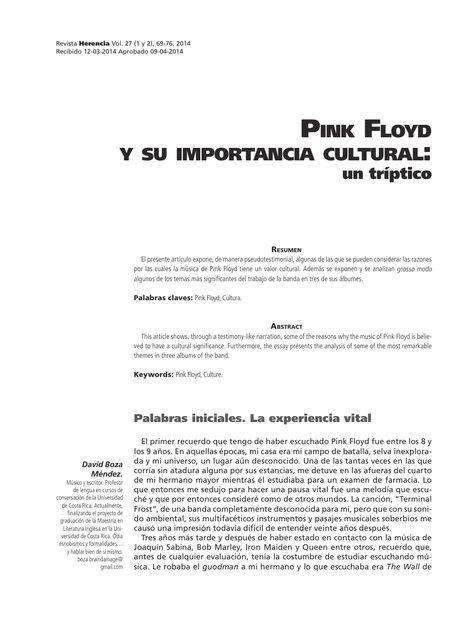 Revista Herencia Vol. 27 (1 y 2), 69-76, 2014
Recibido 12-03-2014 Aprobado 09-04-2014
Pink Floyd
y su importancia cultural:
un tríptico
Resumen
El presente artículo expone, de manera pseudotestimonial, algunas de las que se pueden considerar las razones
por las cuales la música de Pink Floyd tiene un valor cultural. Además se exponen y se analizan grosso modo
algunos de los temas más significantes del trabajo de la banda en tres de sus álbumes.
Palabras claves: Pink Floyd, Cultura.
Abstract
This article shows, through a testimony-like narration, some of the reasons why the music of Pink Floyd is belie-
ved to have a cultural significance. Furthermore, the essay presents the analysis of some of the most remarkable
themes in three albums of the band.
Keywords: Pink Floyd, Culture.
Palabras iniciales. La experiencia vital
El primer recuerdo que tengo de haber escuchado Pink Floyd fue entre los 8 y
los 9 años. En aquellas épocas, mi casa era mi campo de batalla, selva inexplora-
da y mi universo, un lugar aún desconocido. Una de las tantas veces en las que
corría sin atadura alguna por sus estancias, me detuve en las afueras del cuarto
de mi hermano mayor mientras él estudiaba para un examen de farmacia. Lo
que entonces me sedujo para hacer una pausa vital fue una melodía que escu-
ché y que por entonces consideré como de otros mundos. La canción, “Terminal
Frost”, de una banda completamente desconocida para mí, pero que con su soni-
do ambiental, sus multifacéticos instrumentos y pasajes musicales soberbios me
causó una impresión todavía difícil de entender veinte años después.
Tres años más tarde y después de haber estado en contacto con la música de
Joaquin Sabina, Bob Marley, Iron Maiden y Queen entre otros, recuerdo que,
antes de cualquier evaluación, tenía la costumbre de estudiar escuchando mú-
sica. Le robaba el guodman a mi hermano y lo que escuchaba era The Wall de
David Boza
Méndez.
Músico y escritor. Profesor
de lengua en cursos de
conversación de la Universidad
de Costa Rica. Actualmente,
finalizando el proyecto de
graduación de la Maestría en
Literatura Inglesa en la Uni-
versidad de Costa Rica. Odia
esnobismos y formalidades…
y hablar bien de sí mismo.
boza.braindamage@
gmail.com